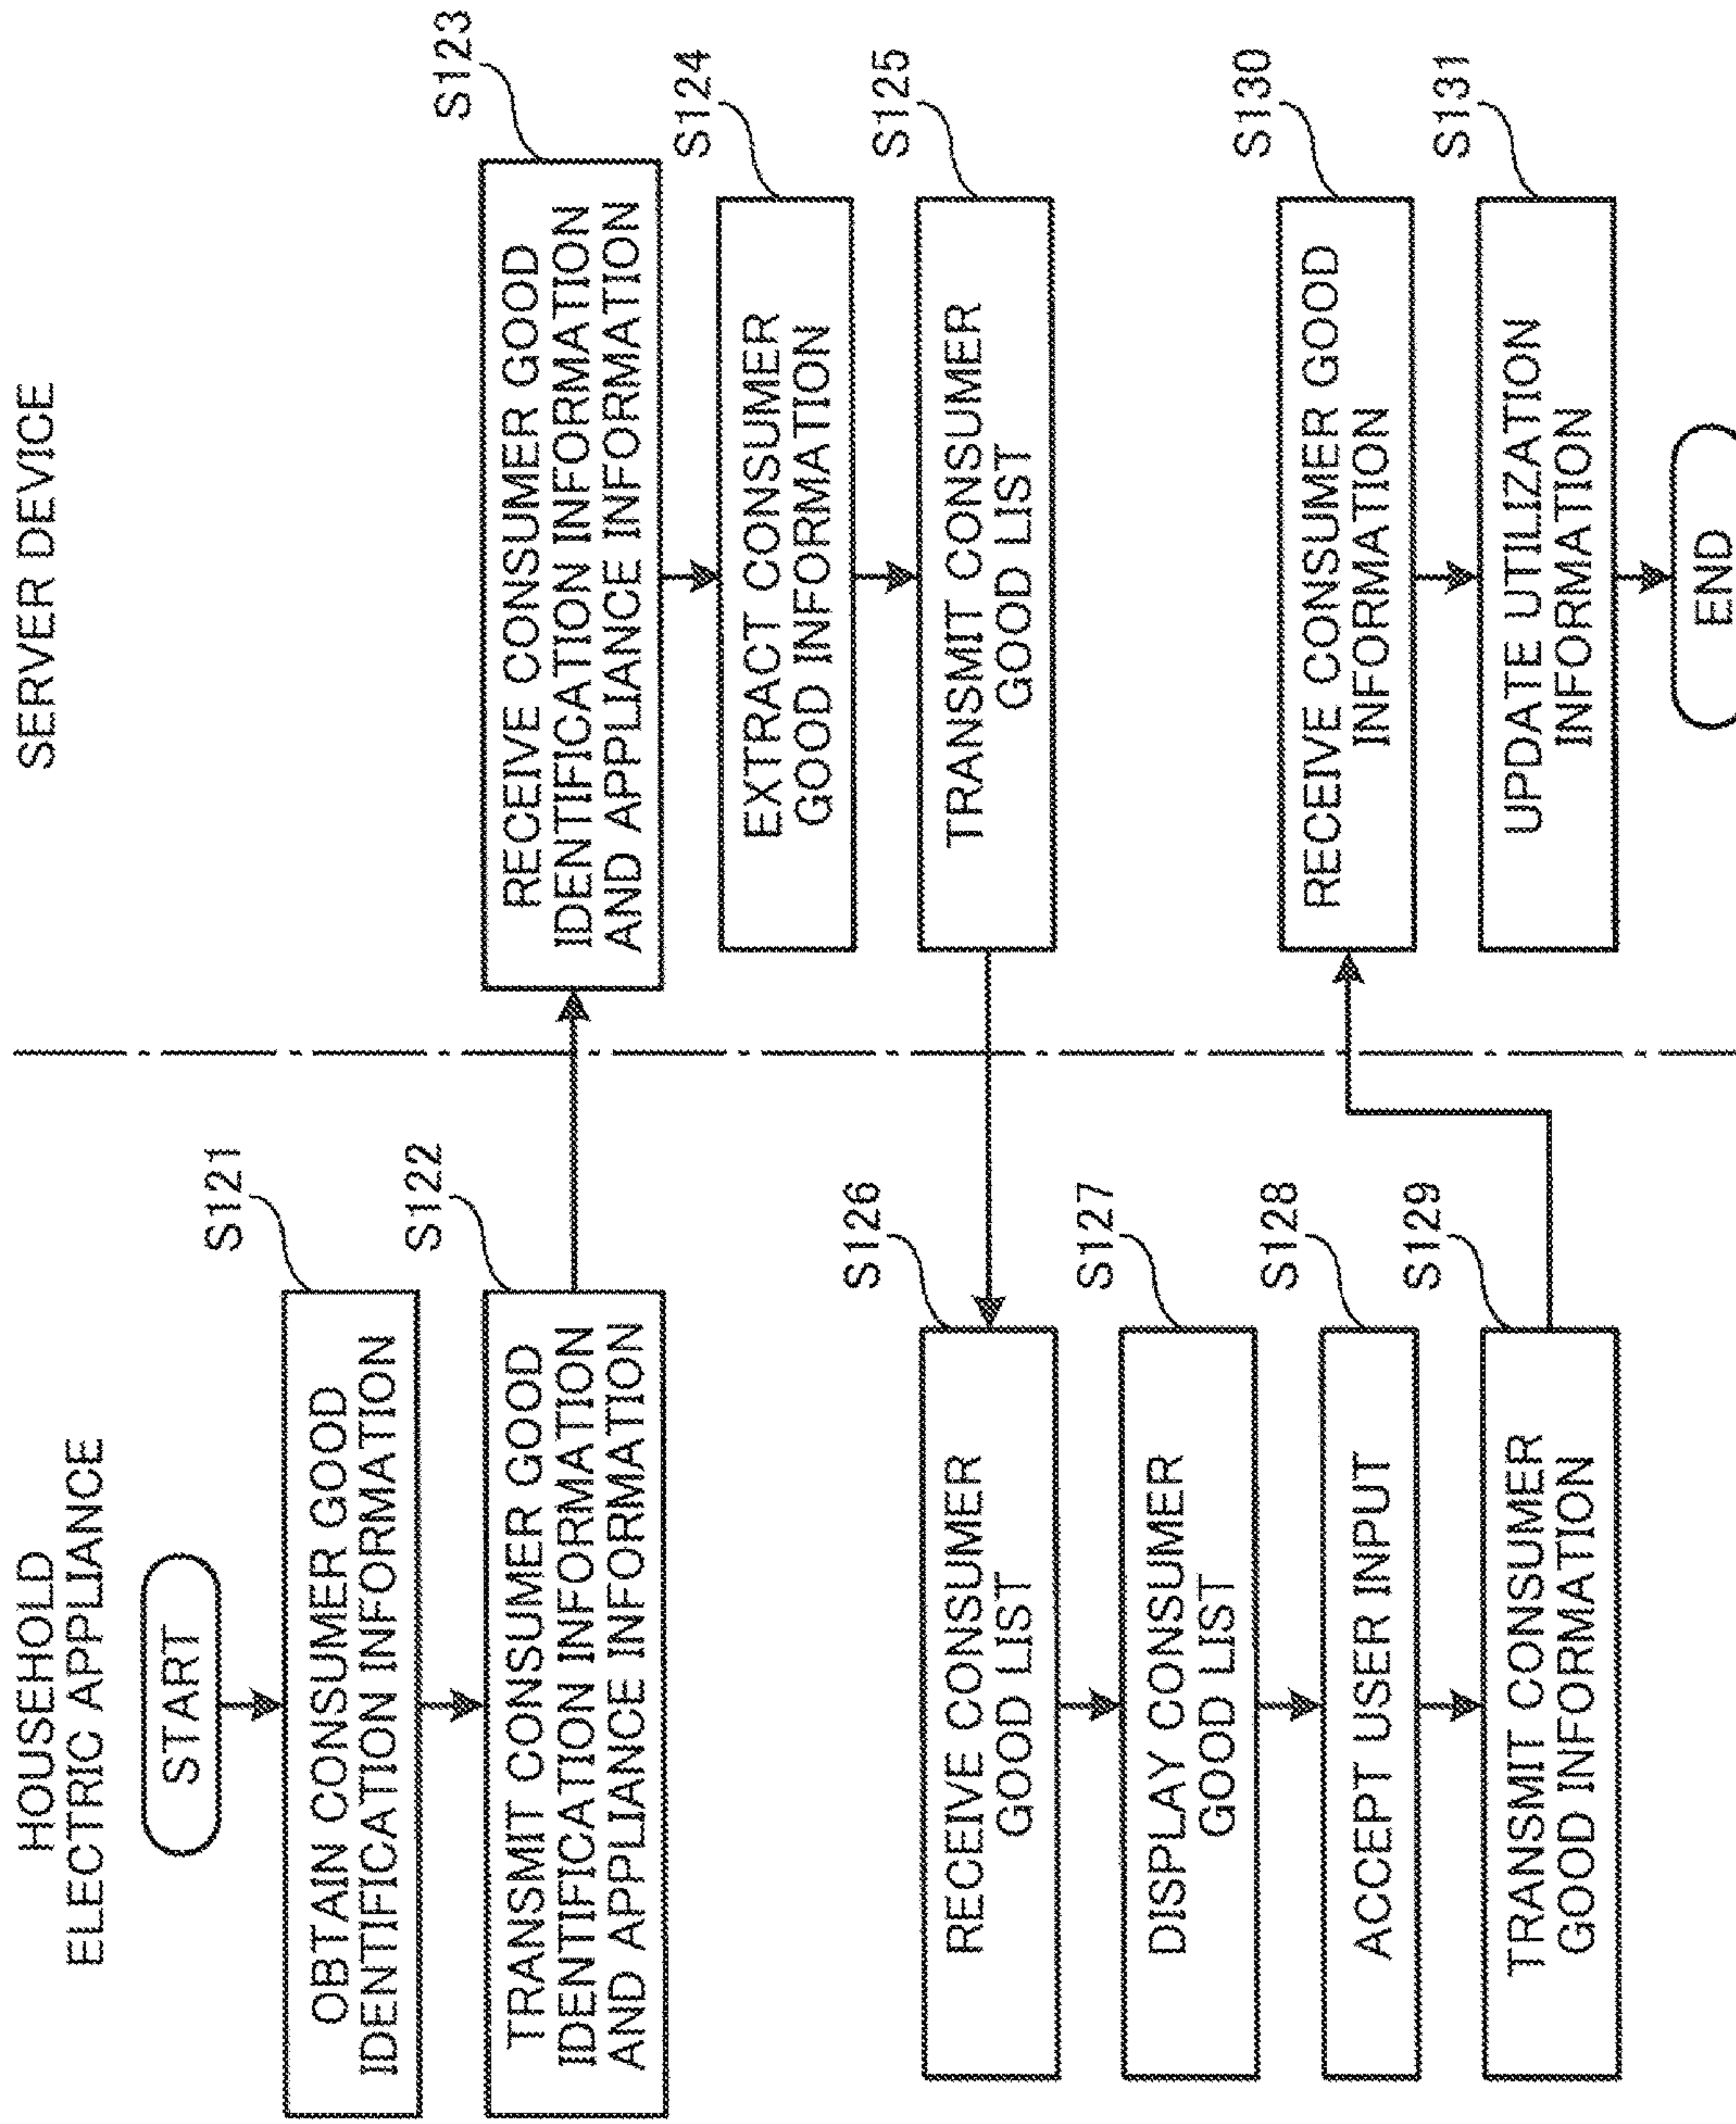 HOUSEHOLD
ELECTRIC APPLIANCE
SERVER DEVICE
START
S121
OBTAIN CONSUMER GOOD
IDENTIFICATION INFORMATION
S122
TRANSMIT CONSUMER GOOD
IDENTIFICATION INFORMATION
AND APPLIANCE INFORMATION
S123
RECEIVE CONSUMER GOOD
IDENTIFICATION INFORMATION
AND APPLIANCE INFORMATION
S124
EXTRACT CONSUMER
GOOD INFORMATION
S125
TRANSMIT CONSUMER
GOOD LIST
S126
RECEIVE CONSUMER
GOOD LIST
S127
DISPLAY CONSUMER
GOOD LIST
S128
ACCEPT USER INPUT
S129
TRANSMIT CONSUMER
GOOD INFORMATION
S130
RECEIVE CONSUMER GOOD
INFORMATION
S131
UPDATE UTILIZATION
INFORMATION
END